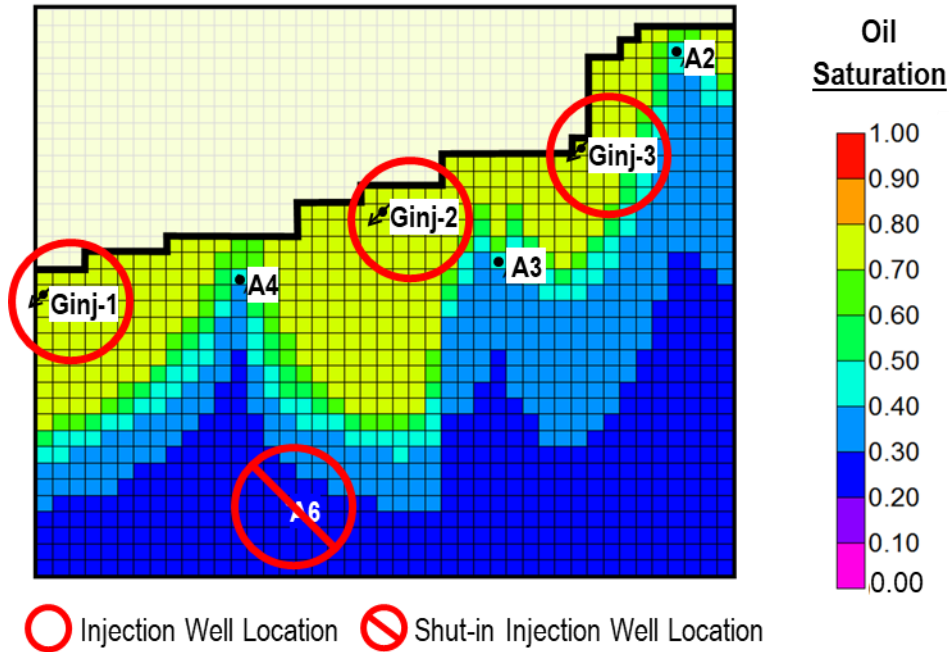 Oil
Saturation
A2
1.00
0.90
Ginj-3
0.80
Ginj-2
0.70
A3
A4
0.60
Ginj-1
0.50
0.40
0.30
0.20
A6
0.10
0.00
Injection Well Location
Shut-in Injection Well Location